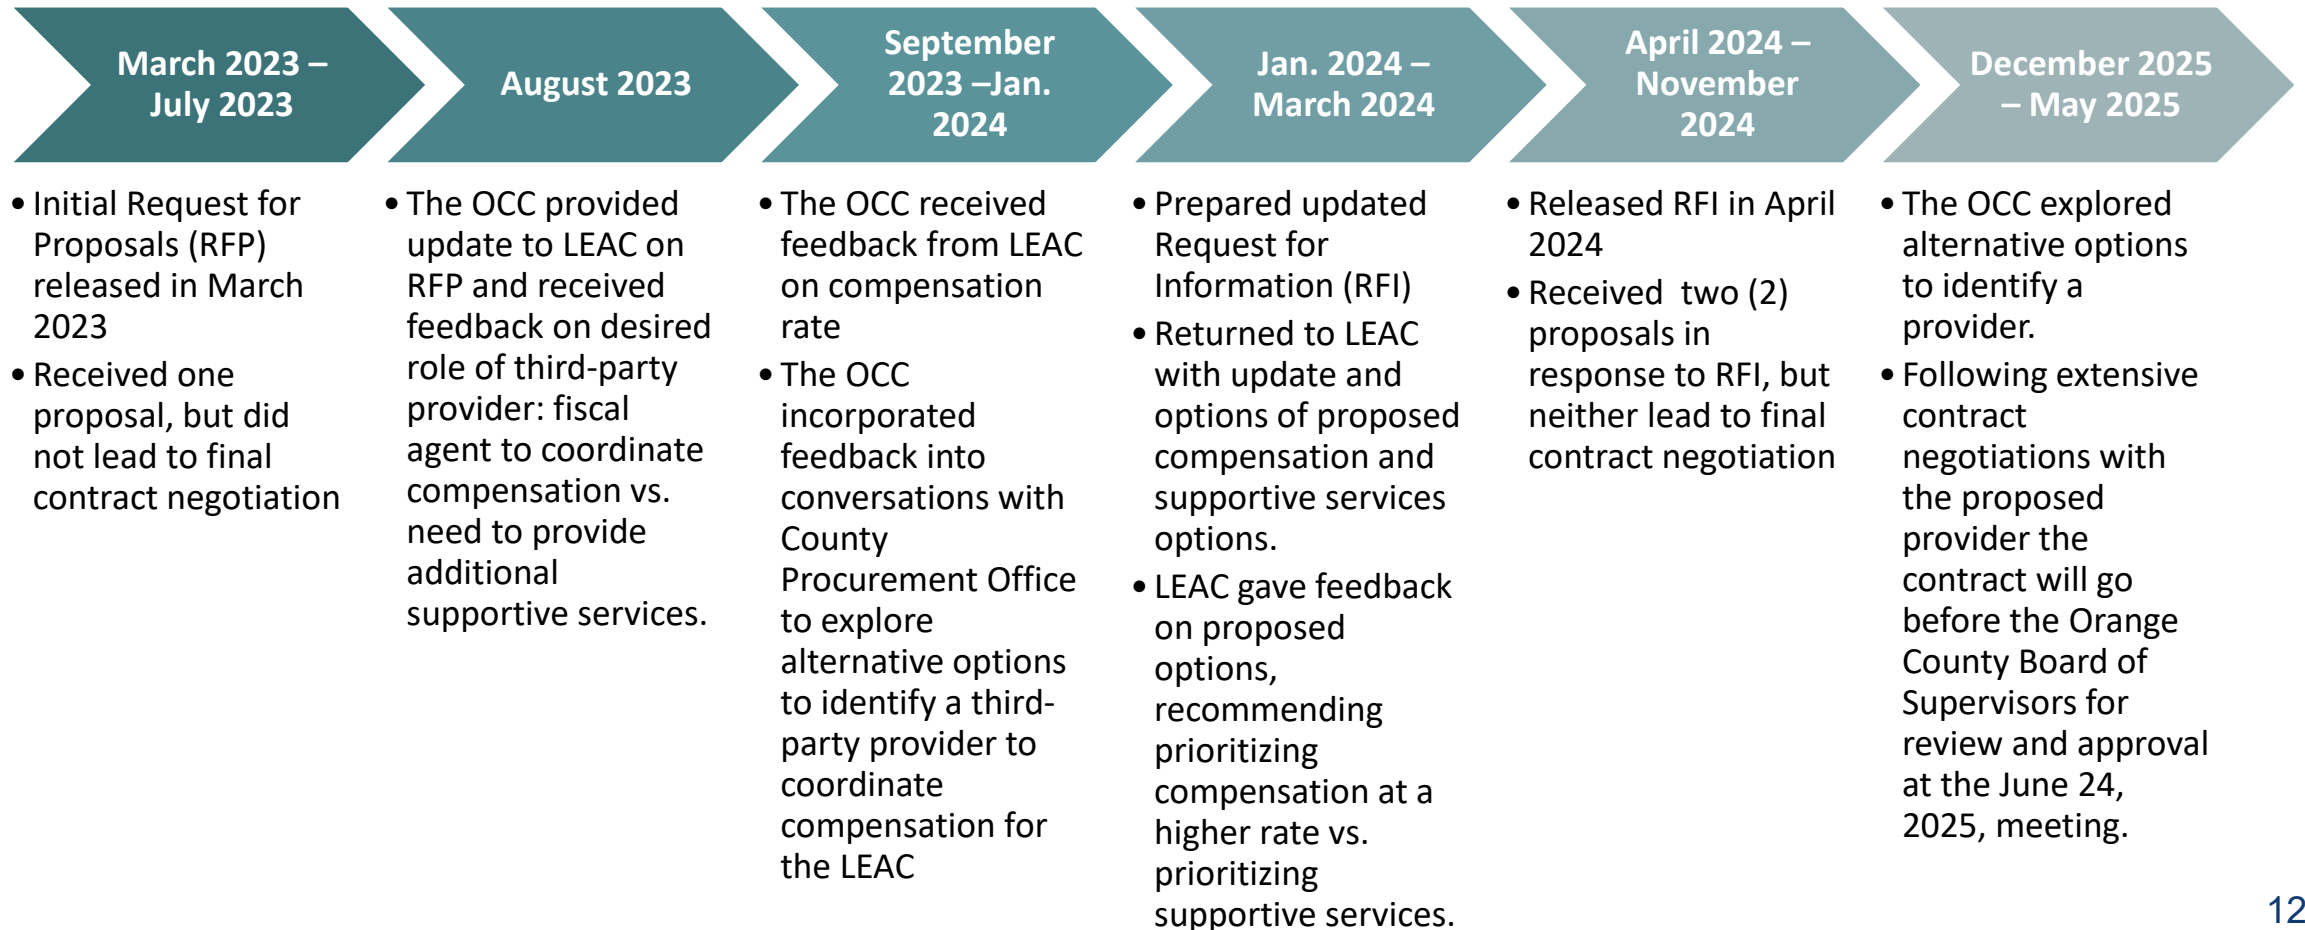 March 2023 –
July 2023
• Initial Request for
Proposals (RFP)
released in March
2023
• Received one
proposal, but did
not lead to final
contract negotiation
August 2023
• The OCC provided
update to LEAC on
RFP and received
feedback on desired
role of third-party
provider: fiscal
agent to coordinate
compensation vs.
need to provide
additional
supportive services.
September
2023 –Jan.
2024
• The OCC received
feedback from LEAC
on compensation
rate
• The OCC
incorporated
feedback into
conversations with
County
Procurement Office
to explore
alternative options
to identify a third-
party provider to
coordinate
compensation for
the LEAC
Jan. 2024 –
March 2024
• Prepared updated
Request for
Information (RFI)
• Returned to LEAC
with update and
options of proposed
compensation and
supportive services
options.
• LEAC gave feedback
on proposed
options,
recommending
prioritizing
compensation at a
higher rate vs.
prioritizing
supportive services.
April 2024 –
November
2024
• Released RFI in April
2024
• Received  two (2)
proposals in
response to RFI, but
neither lead to final
contract negotiation
December 2025
– May 2025
• The OCC explored
alternative options
to identify a
provider.
• Following extensive
contract
negotiations with
the proposed
provider the
contract will go
before the Orange
County Board of
Supervisors for
review and approval
at the June 24,
2025, meeting.
12